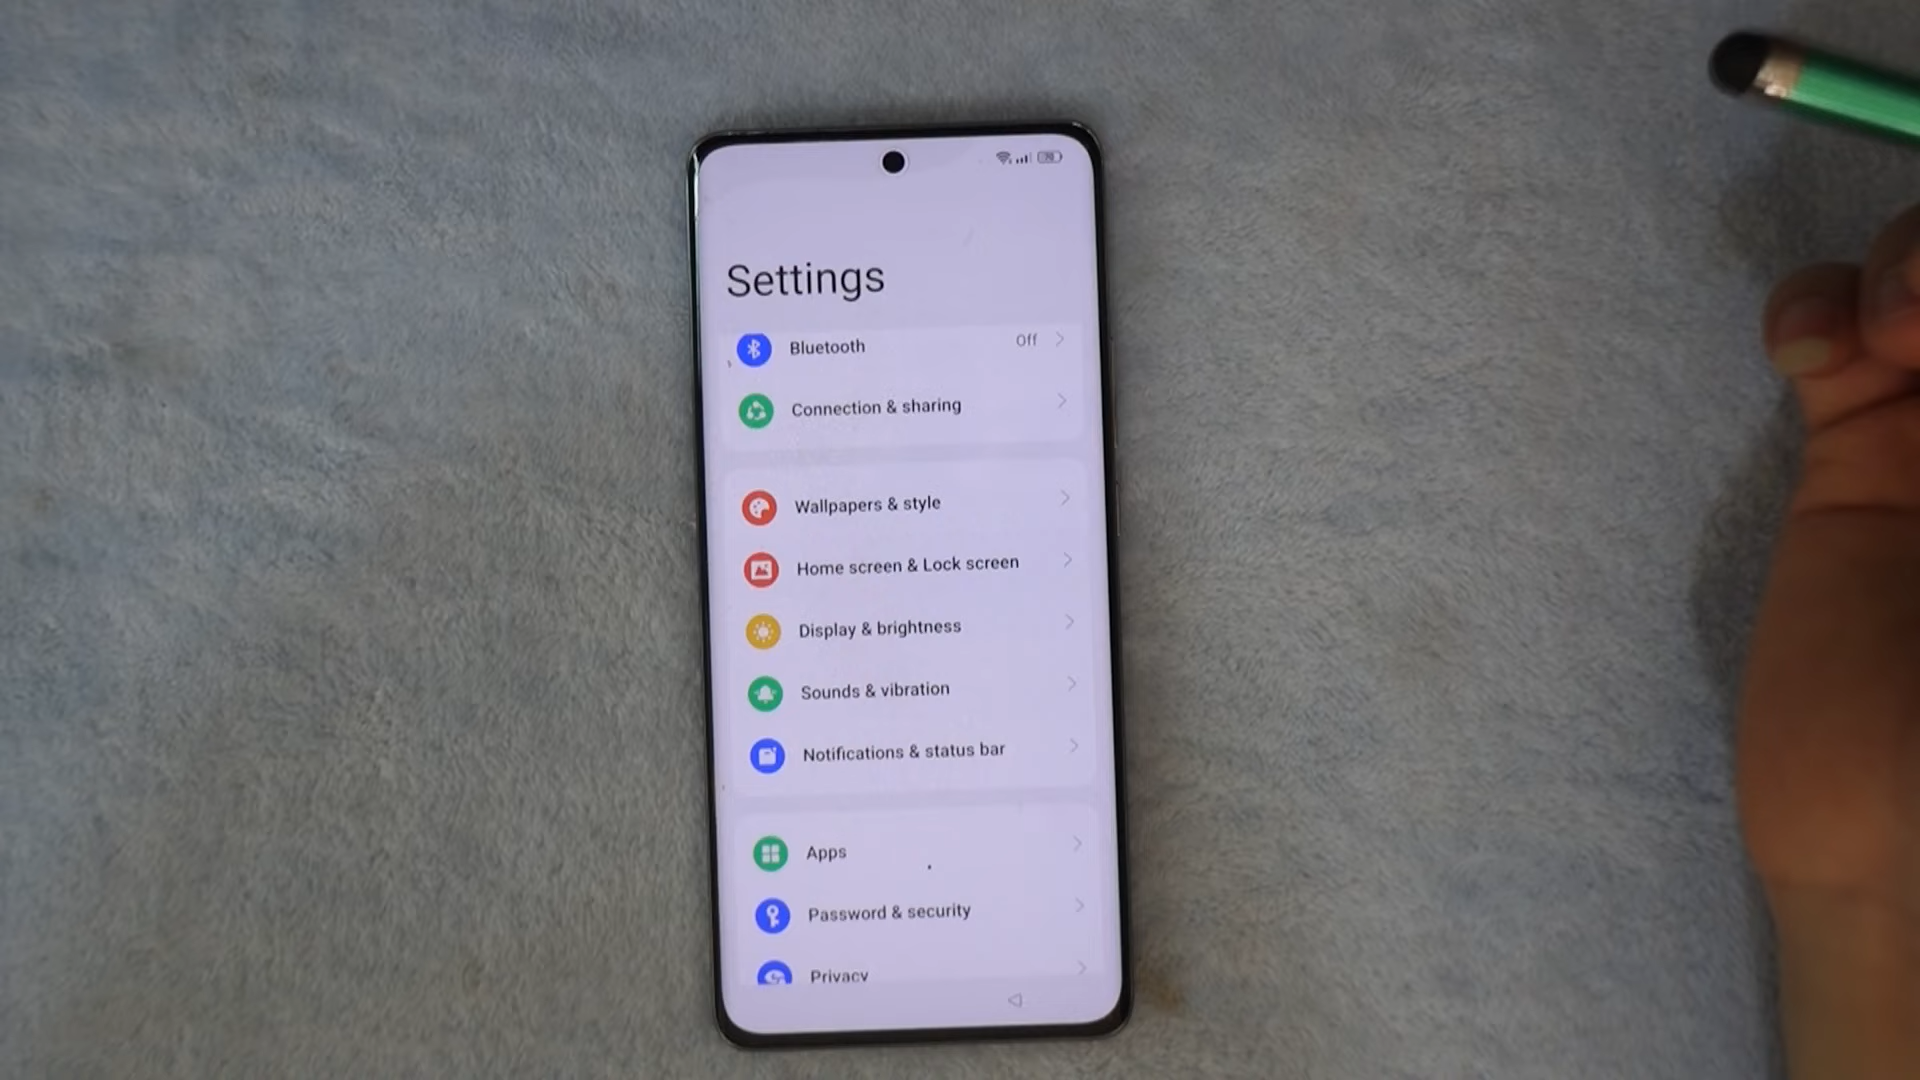 Settings
Bluetooth Off
Connection & sharing
Wallpapers & style
Home screen & Lock screen
Display & brightness
Sounds & vibration
Notifications & status bar
Apps
Password & security
Privacy